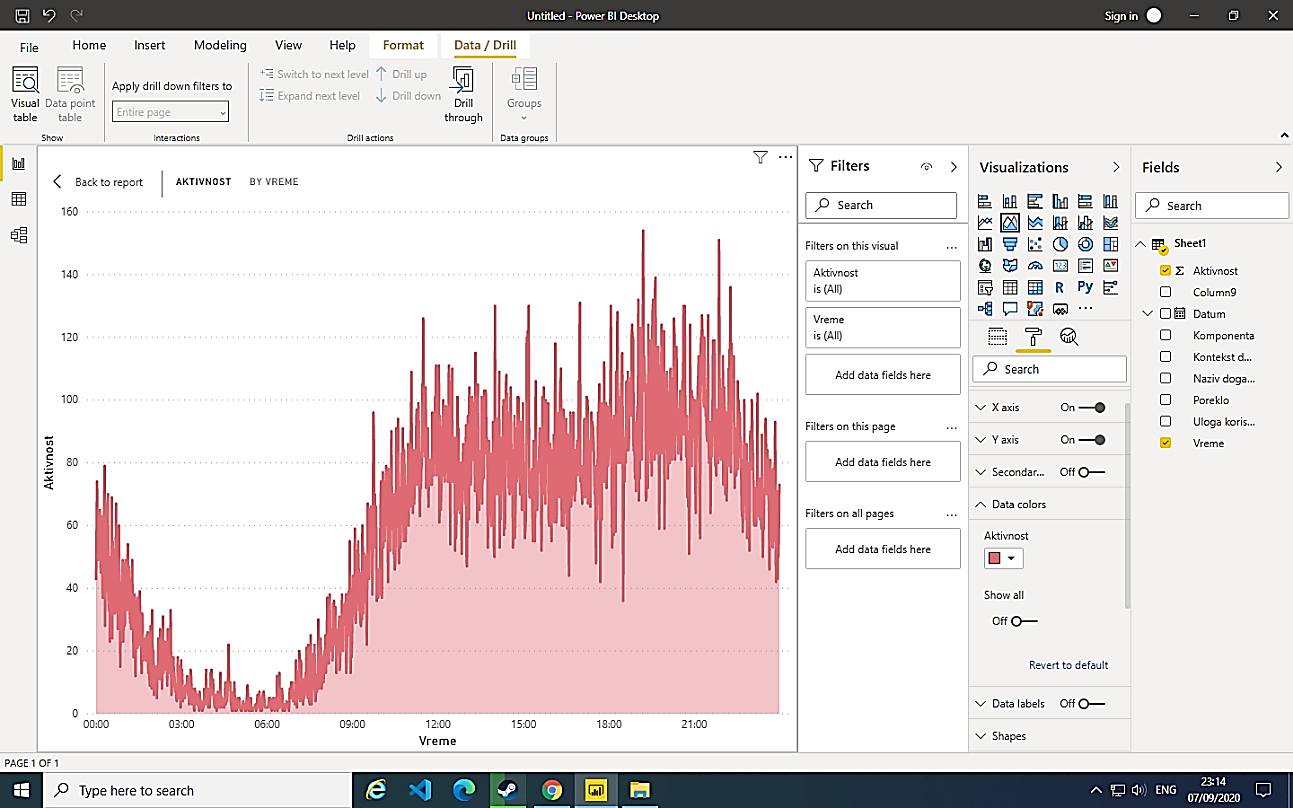 Untitled - Power BI Desktop
Sign in
File Home Insert Modeling View Help Format Data / Drill
Visual table
Data point table
Show
Apply drill down filters to
Entire page
Interactions
Switch to next level
Expand next level
Drill up
Drill down
Drill through
Drill actions
Groups
Data groups
Back to report
AKTIVNOST BY VREME
160
140
120
100
80
60
40
20
0
Aktivnost
00:00 03:00 06:00 09:00 12:00 15:00 18:00 21:00
Vreme
Filters
Search
Filters on this visual ...
Aktivnost
is (All)
Vreme
is (All)
Add data fields here
Filters on this page ...
Add data fields here
Filters on all pages ...
Add data fields here
Visualizations
R Py
123
...
Search
X axis On
Y axis On
Secondar... Off
Data colors
Aktivnost
Show all
Off
Revert to default
Data labels Off
Shapes
Fields
Search
Sheet1
Σ Aktivnost
Column9
Datum
Komponenta
Kontekst d...
Naziv doga...
Poreklo
Uloga koris...
Vreme
PAGE 1 OF 1
Type here to search
ENG
23:14
07/09/2020